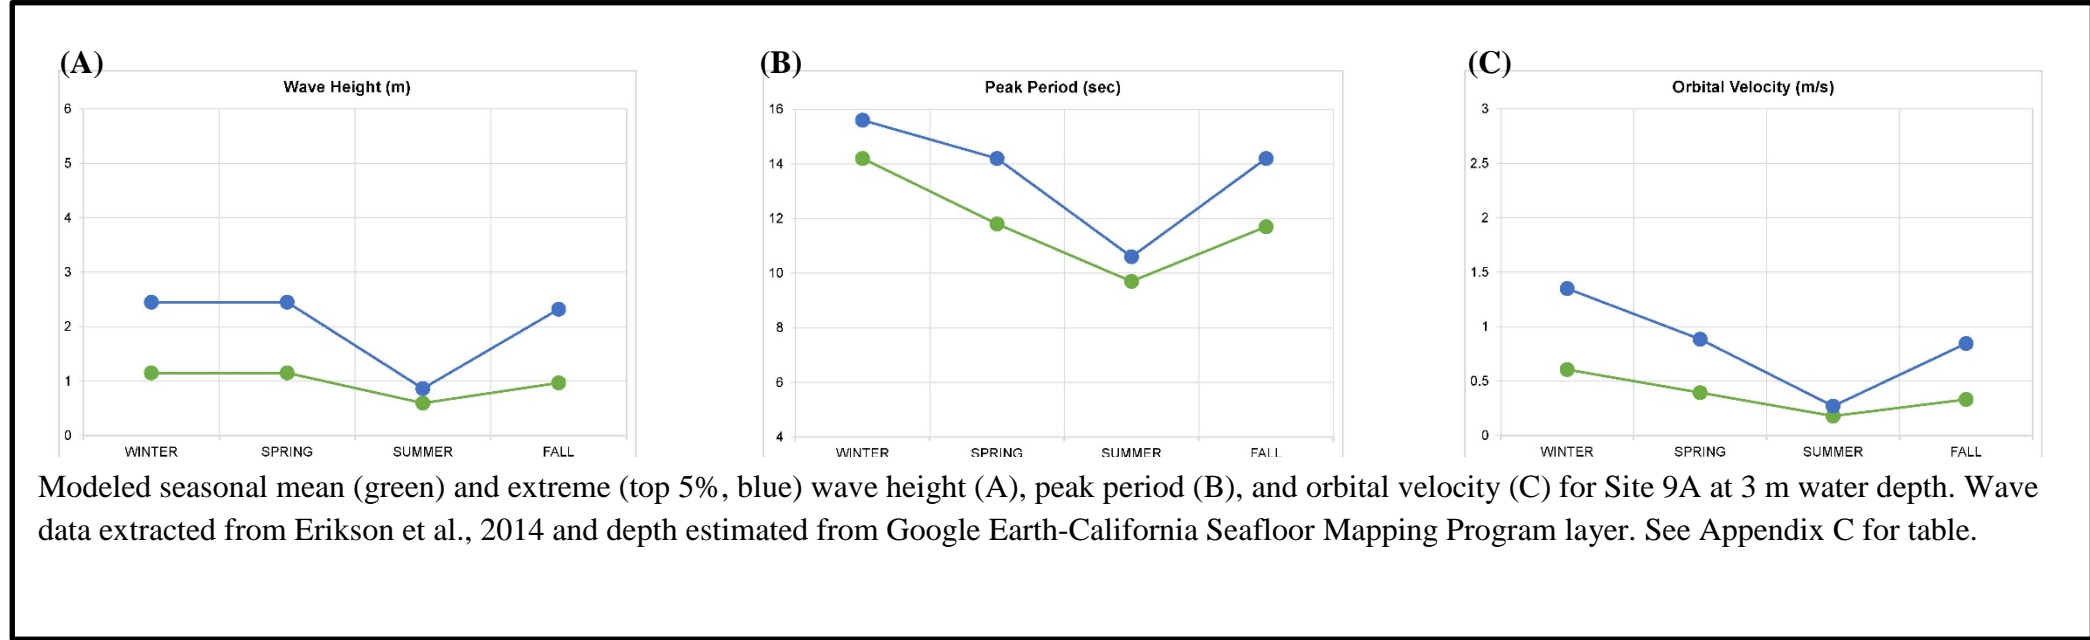 (A)
Wave Height (m)
6
5
4
3
2
1
0
WINTER SPRING SUMMER FALL
(B)
Peak Period (sec)
16
14
12
10
8
6
4
WINTER SPRING SUMMER FALL
(C)
Orbital Velocity (m/s)
3
2.5
2
1.5
1
0.5
0
WINTER SPRING SUMMER FALL
Modeled seasonal mean (green) and extreme (top 5%, blue) wave height (A), peak period (B), and orbital velocity (C) for Site 9A at 3 m water depth. Wave
data extracted from Erikson et al., 2014 and depth estimated from Google Earth-California Seafloor Mapping Program layer. See Appendix C for table.